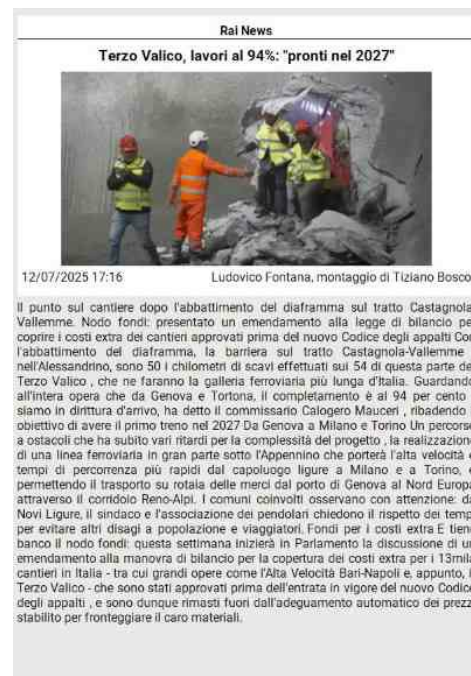 Rai News
Terzo Valico, lavori al 94%: "pronti nel 2027"
12/07/2025 17:16 Ludovico Fontana, montaggio di Tiziano Bosco
Il punto sul cantiere dopo l'abbattimento del diaframma sul tratto Castagnola-
Vallemme. Nodo fondi: presentato un emendamento alla legge di bilancio per
coprire i costi extra dei cantieri approvati prima del nuovo Codice degli appalti Con
l'abbattimento del diaframma, la barriera sul tratto Castagnola-Vallemme
nell'Alessandrino, sono 50 i chilometri di scavi effettuati sui 54 di questa parte del
Terzo Valico , che ne faranno la galleria ferroviaria più lunga d'Italia. Guardando
all'intera opera che da Genova e Tortona, il completamento è al 94 per cento
siamo in dirittura d'arrivo, ha detto il commissario Calogero Mauceri , ribadendo
obiettivo di avere il primo treno nel 2027 Da Genova a Milano e Torino Un percorso
a ostacoli che ha subito vari ritardi per la complessità del progetto , la realizzazione
di una linea ferroviaria in gran parte sotto l'Appennino che porterà l'alta velocità e
tempi di percorrenza più rapidi dal capoluogo ligure a Milano e a Torino,
permettendo il trasporto su rotaia delle merci dal porto di Genova al Nord Europa
attraverso il corridoio Reno-Alpi. I comuni coinvolti osservano con attenzione: da
Novi Ligure, il sindaco e l'associazione dei pendolari chiedono il rispetto dei tempi
per evitare altri disagi a popolazione e viaggiatori. Fondi per i costi extra E tiene
banco il nodo fondi: questa settimana inizierà in Parlamento la discussione di un
emendamento alla manovra di bilancio per la copertura dei costi extra per i 13mila
cantieri in Italia - tra cui grandi opere come l'Alta Velocità Bari-Napoli e, appunto, il
Terzo Valico - che sono stati approvati prima dell'entrata in vigore del nuovo Codice
degli appalti , e sono dunque rimasti fuori dall'adeguamento automatico dei prezzi
stabilito per fronteggiare il caro materiali.